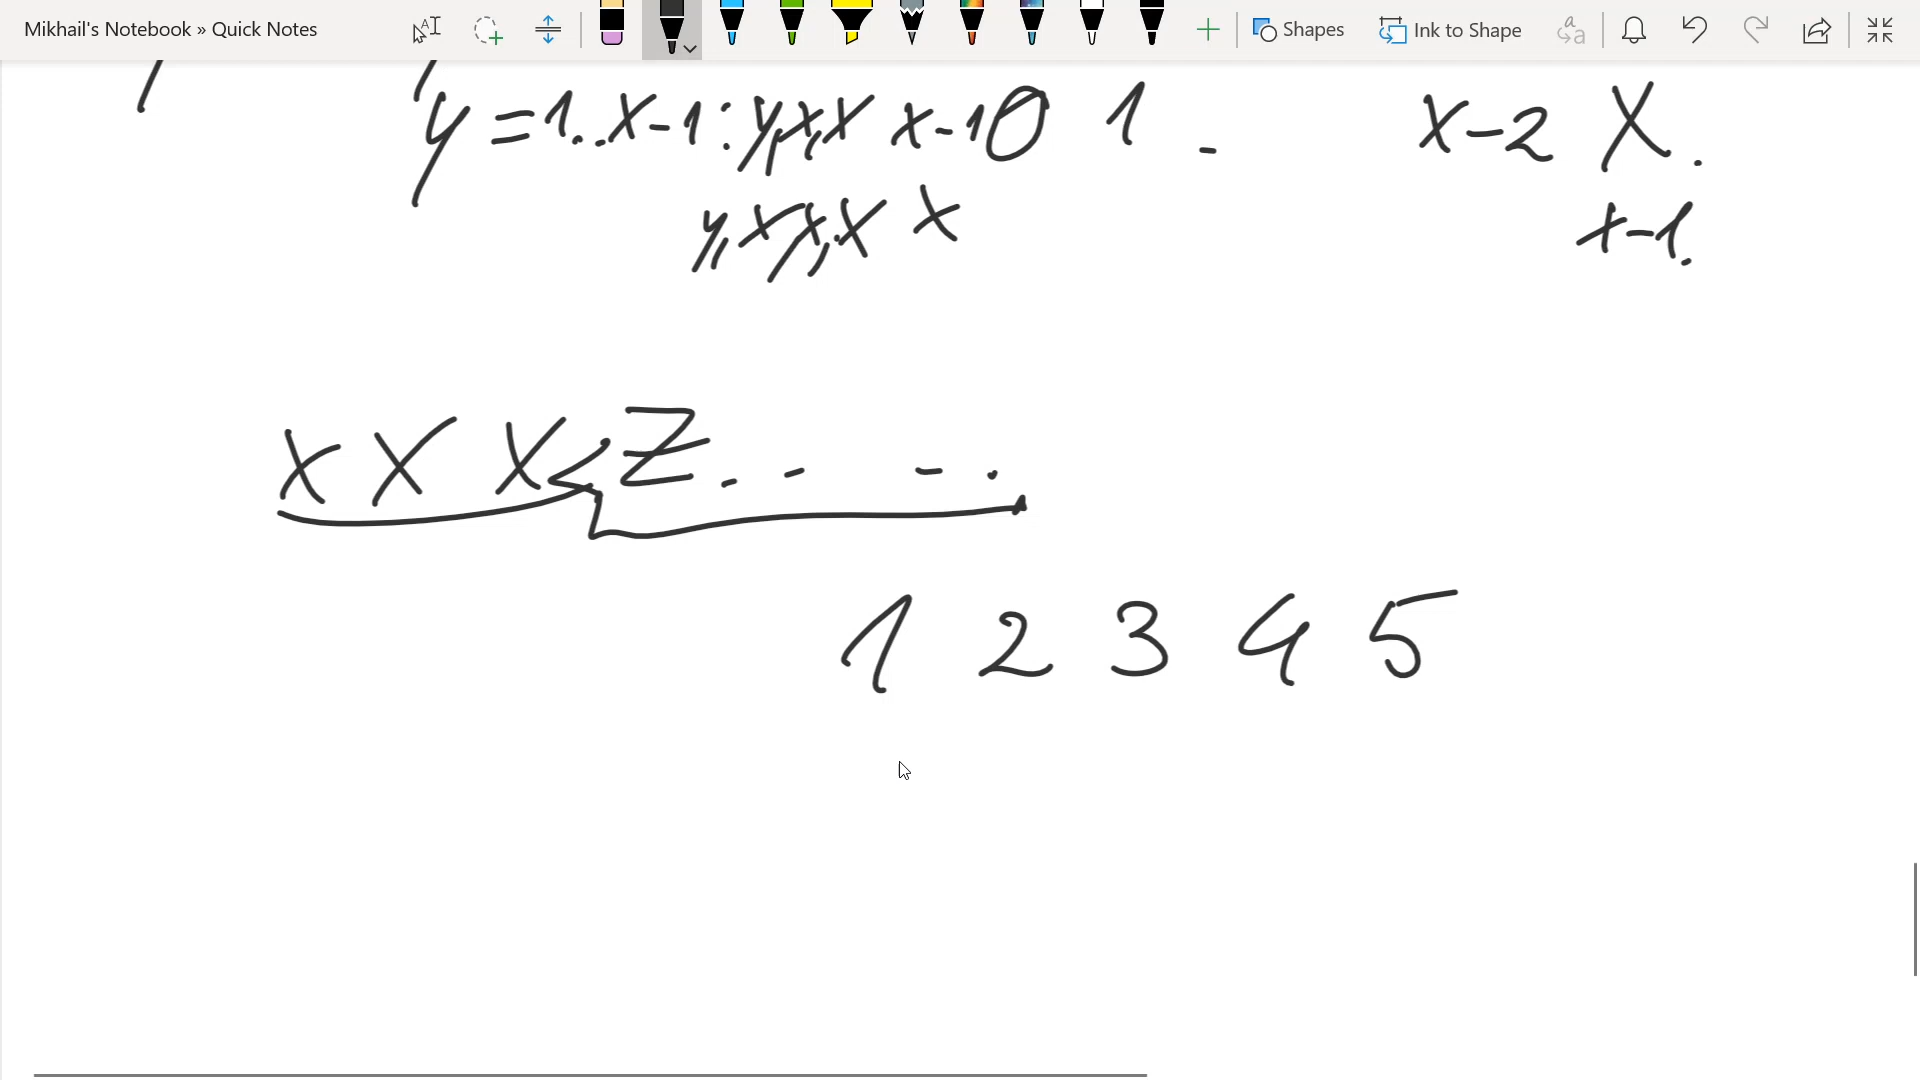 Mikhail's Notebook » Quick Notes Shapes Ink to Shape
y = 1..x-1 : y,x,x x-10 1 - x-2 X.
y,x,x,x x x-1.
x x x < Z . - - .
1 2 3 4 5